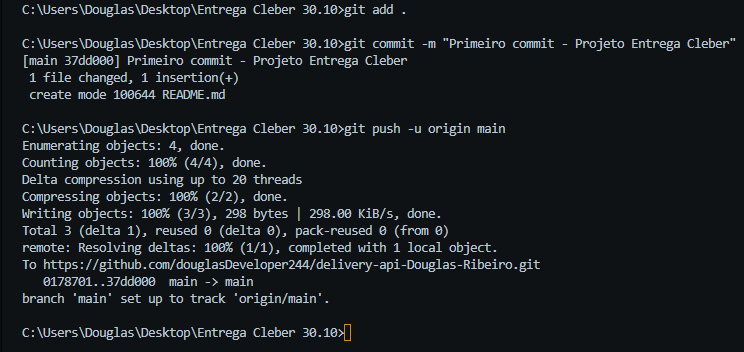 C:\Users\Douglas\Desktop\Entrega Cleber 30.10>git add .
C:\Users\Douglas\Desktop\Entrega Cleber 30.10>git commit -m "Primeiro commit - Projeto Entrega Cleber"
[main 37dd000] Primeiro commit - Projeto Entrega Cleber
1 file changed, 1 insertion(+)
create mode 100644 README.md
C:\Users\Douglas\Desktop\Entrega Cleber 30.10>git push -u origin main
Enumerating objects: 4, done.
Counting objects: 100% (4/4), done.
Delta compression using up to 20 threads
Compressing objects: 100% (2/2), done.
Writing objects: 100% (3/3), 298 bytes | 298.00 KiB/s, done.
Total 3 (delta 1), reused 0 (delta 0), pack-reused 0 (from 0)
remote: Resolving deltas: 100% (1/1), completed with 1 local object.
To https://github.com/douglasDeveloper244/delivery-api-Douglas-Ribeiro.git
0178701..37dd000  main -> main
branch 'main' set up to track 'origin/main'.
C:\Users\Douglas\Desktop\Entrega Cleber 30.10>